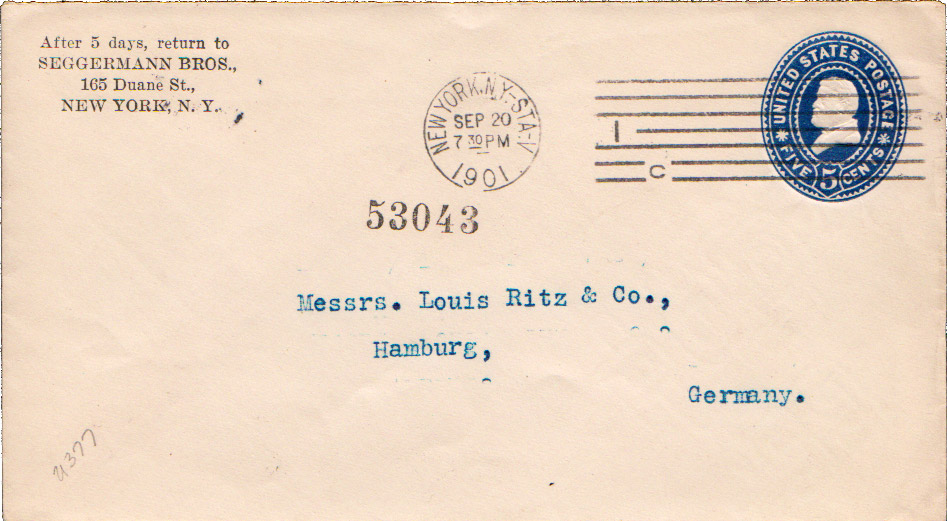 After 5 days, return to
SEGGERMANN BROS.,
165 Duane St.,
NEW YORK, N. Y.
NEW YORK, N.Y.-STA-V
SEP 20
7 30 PM
1901
1
C
UNITED STATES POSTAGE
FIVE 5 CENTS
53043
Messrs. Louis Ritz & Co.,
Hamburg,
Germany.